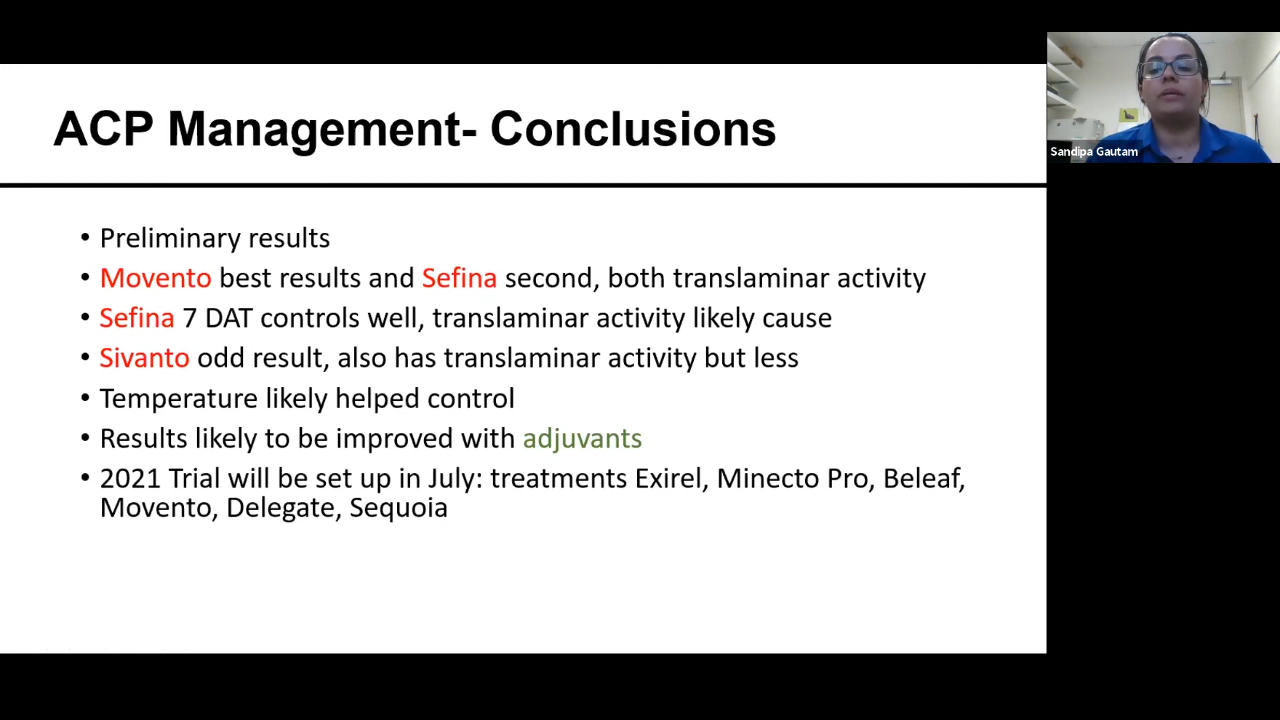 ACP Management- Conclusions
• Preliminary results
• Movento best results and Sefina second, both translaminar activity
• Sefina 7 DAT controls well, translaminar activity likely cause
• Sivanto odd result, also has translaminar activity but less
• Temperature likely helped control
• Results likely to be improved with adjuvants
• 2021 Trial will be set up in July: treatments Exirel, Minecto Pro, Beleaf,
Movento, Delegate, Sequoia
Sandipa Gautam